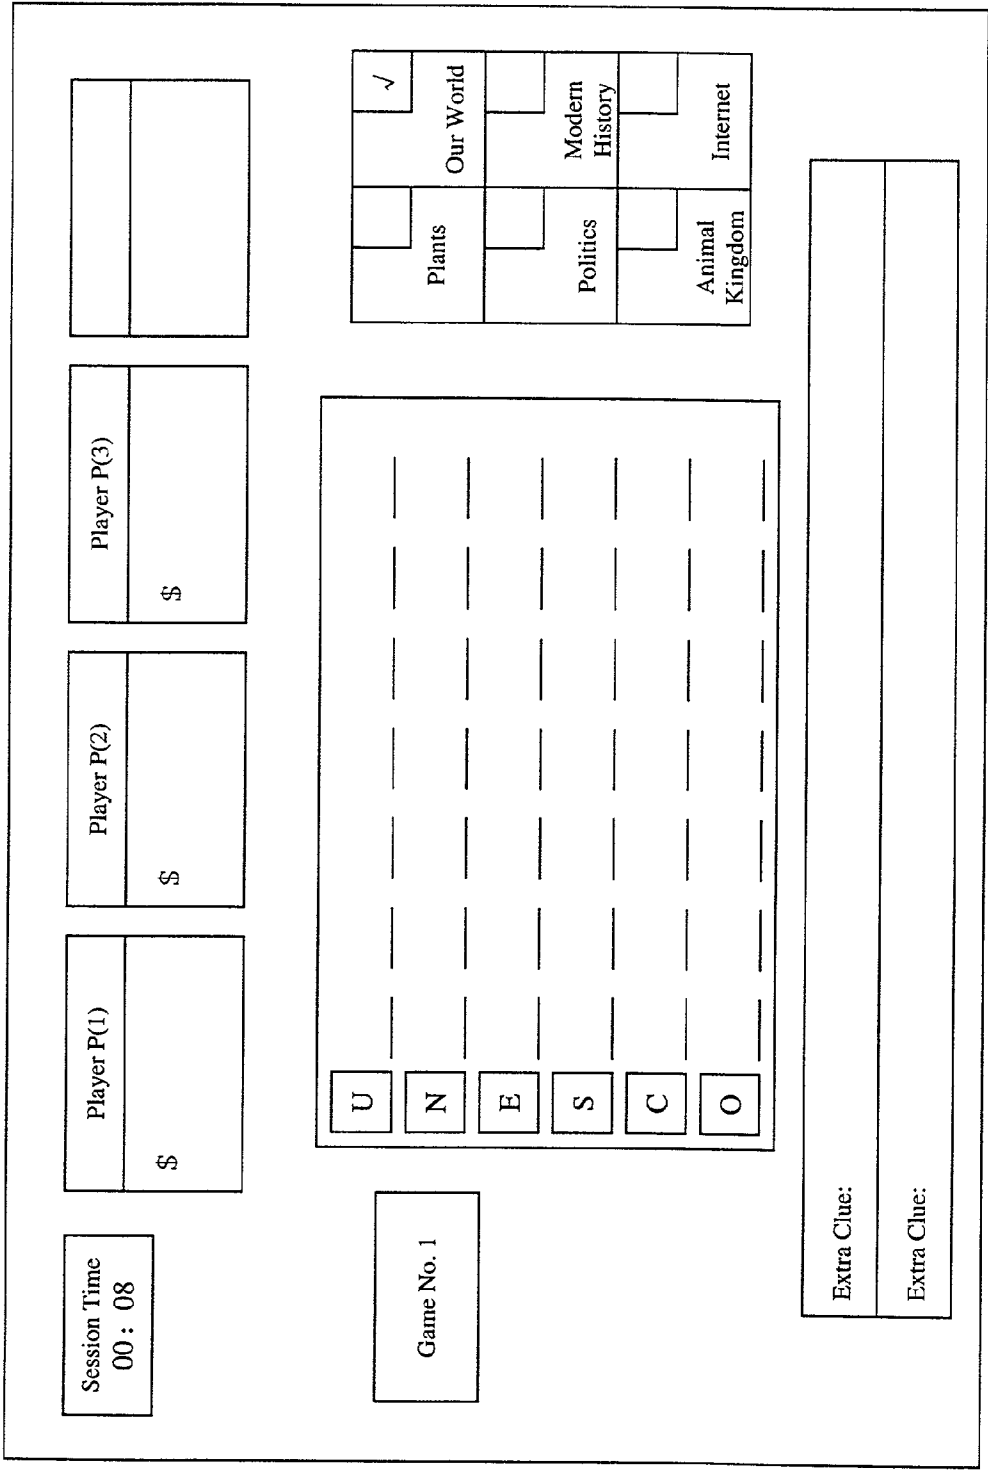 Session Time
00 : 08
Player P(1)
$
Player P(2)
$
Player P(3)
$
Game No. 1
U
N
E
S
C
O
Plants
√
Our World
Politics
Modern
History
Animal
Kingdom
Internet
Extra Clue:
Extra Clue: